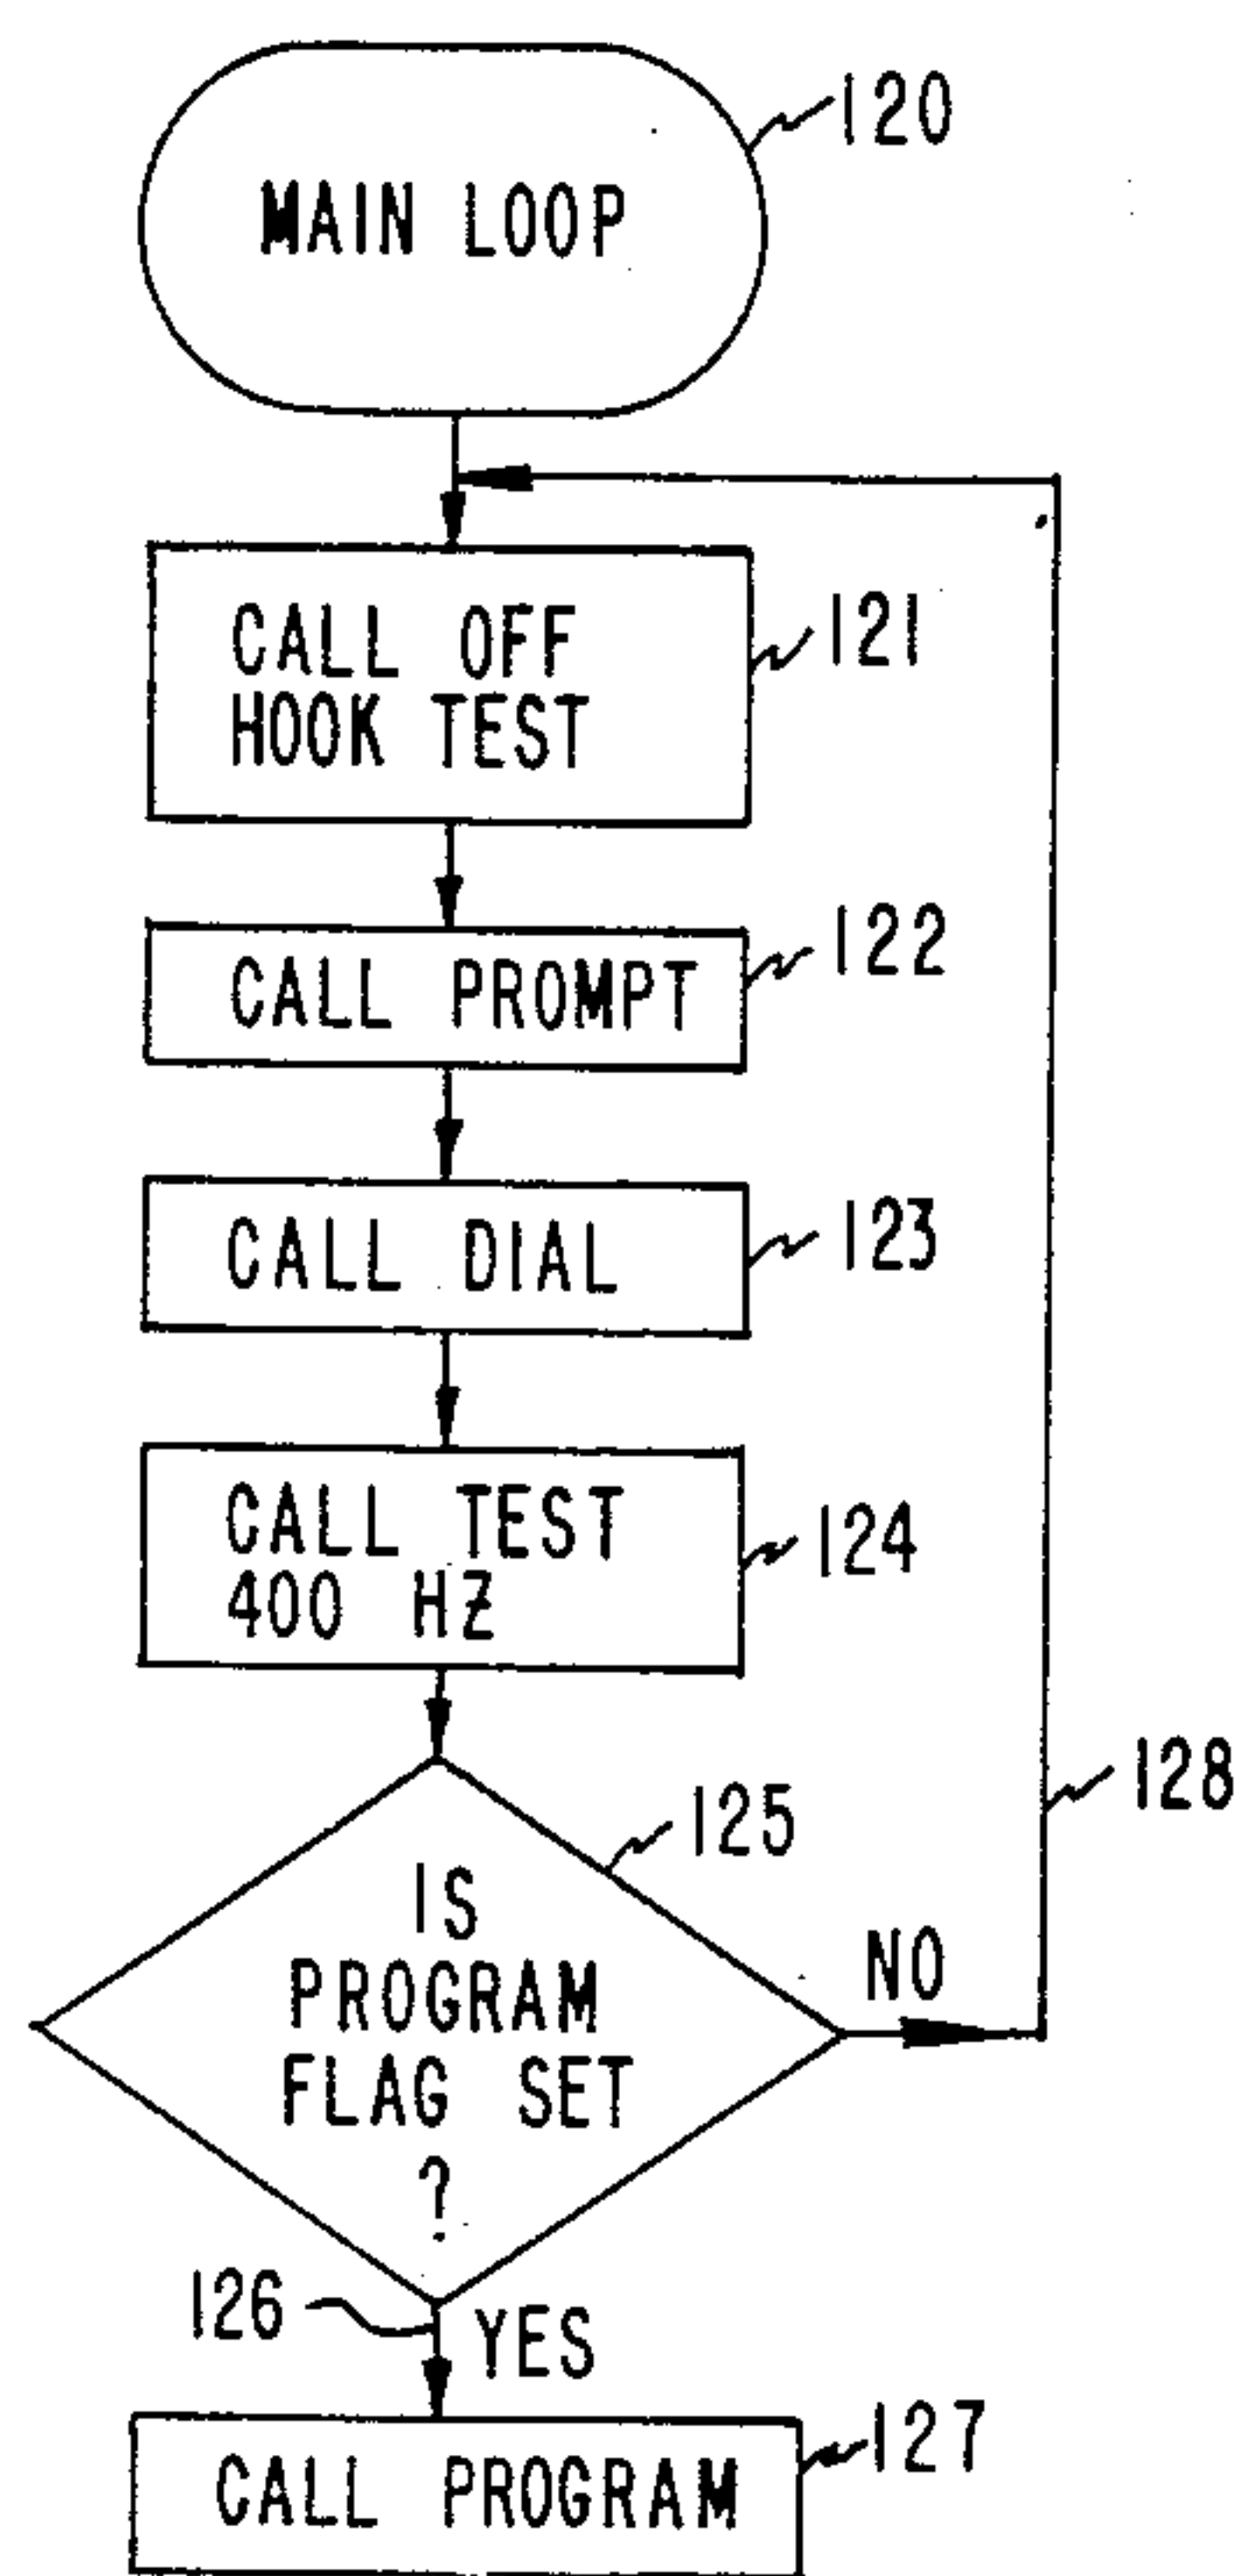 120
MAIN LOOP
CALL OFF
HOOK TEST
121
CALL PROMPT
122
CALL DIAL
123
CALL TEST
400 HZ
124
125
IS
PROGRAM
FLAG SET
?
NO
128
126
YES
CALL PROGRAM
127